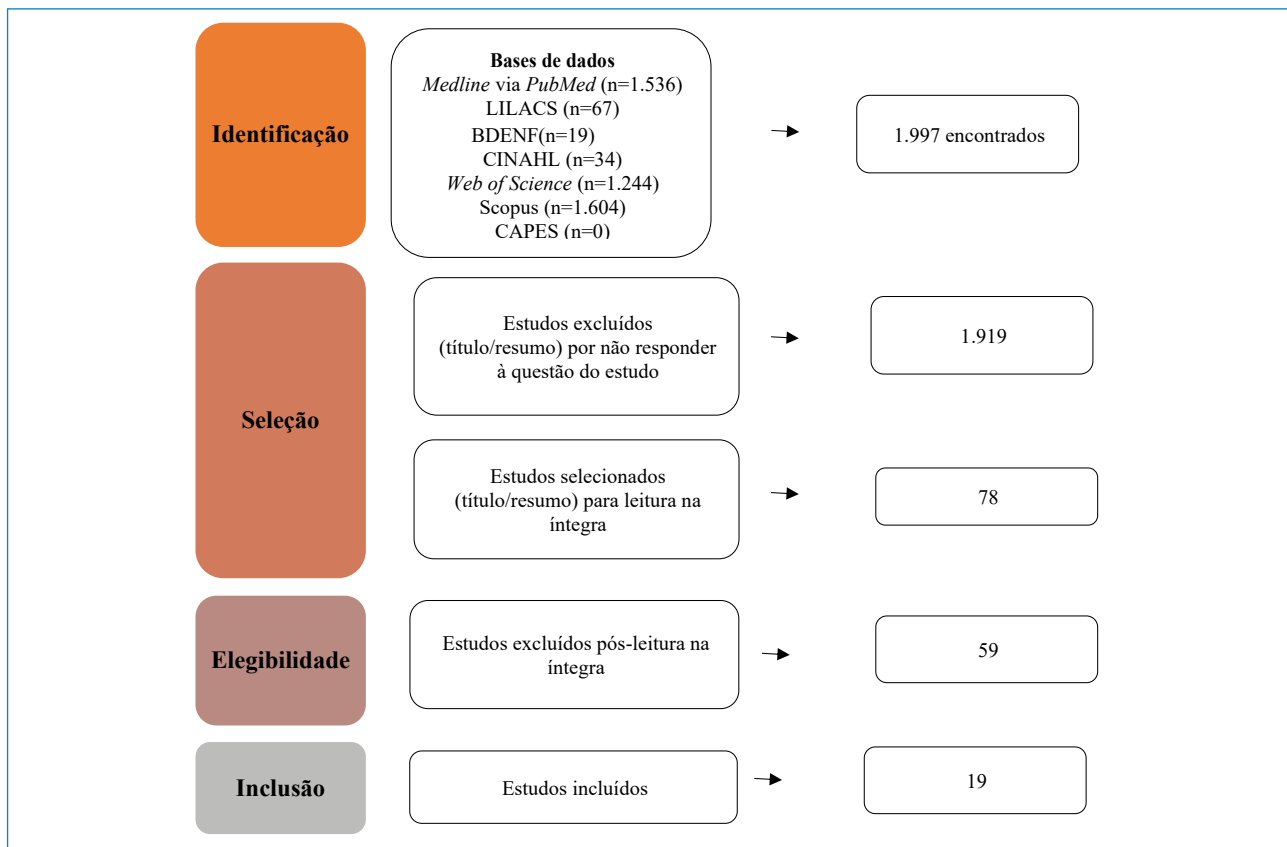 Identificação
Bases de dados
Medline via PubMed (n=1.536)
LILACS (n=67)
BDENF(n=19)
CINAHL (n=34)
Web of Science (n=1.244)
Scopus (n=1.604)
CAPES (n=0)
1.997 encontrados
Seleção
Estudos excluídos
(título/resumo) por não responder
à questão do estudo
1.919
Estudos selecionados
(título/resumo) para leitura na
íntegra
78
Elegibilidade
Estudos excluídos pós-leitura na
íntegra
59
Inclusão
Estudos incluídos
19